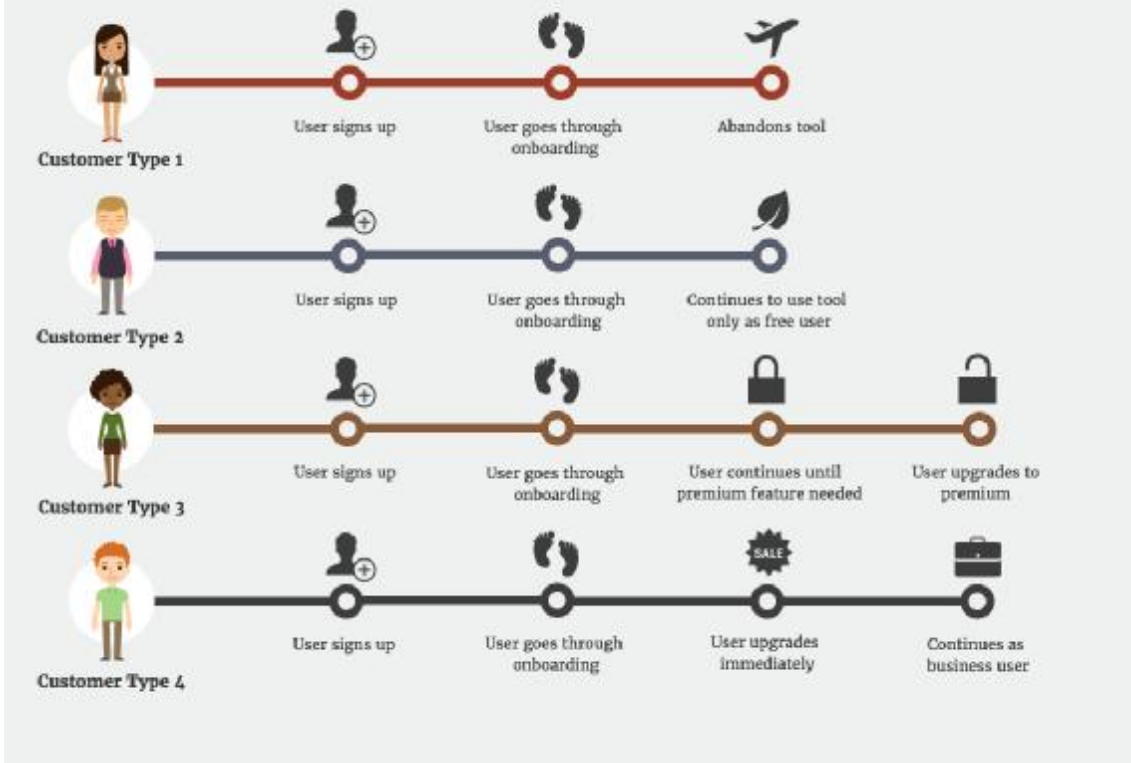 User signs up
User goes through
onboarding
Abandons tool
Customer Type 1
User signs up
User goes through
onboarding
Continues to use tool
only as free user
Customer Type 2
User signs up
User goes through
onboarding
User continues until
premium feature needed
User upgrades to
premium
Customer Type 3
SALE
User signs up
User goes through
onboarding
User upgrades
immediately
Continues as
business user
Customer Type 4